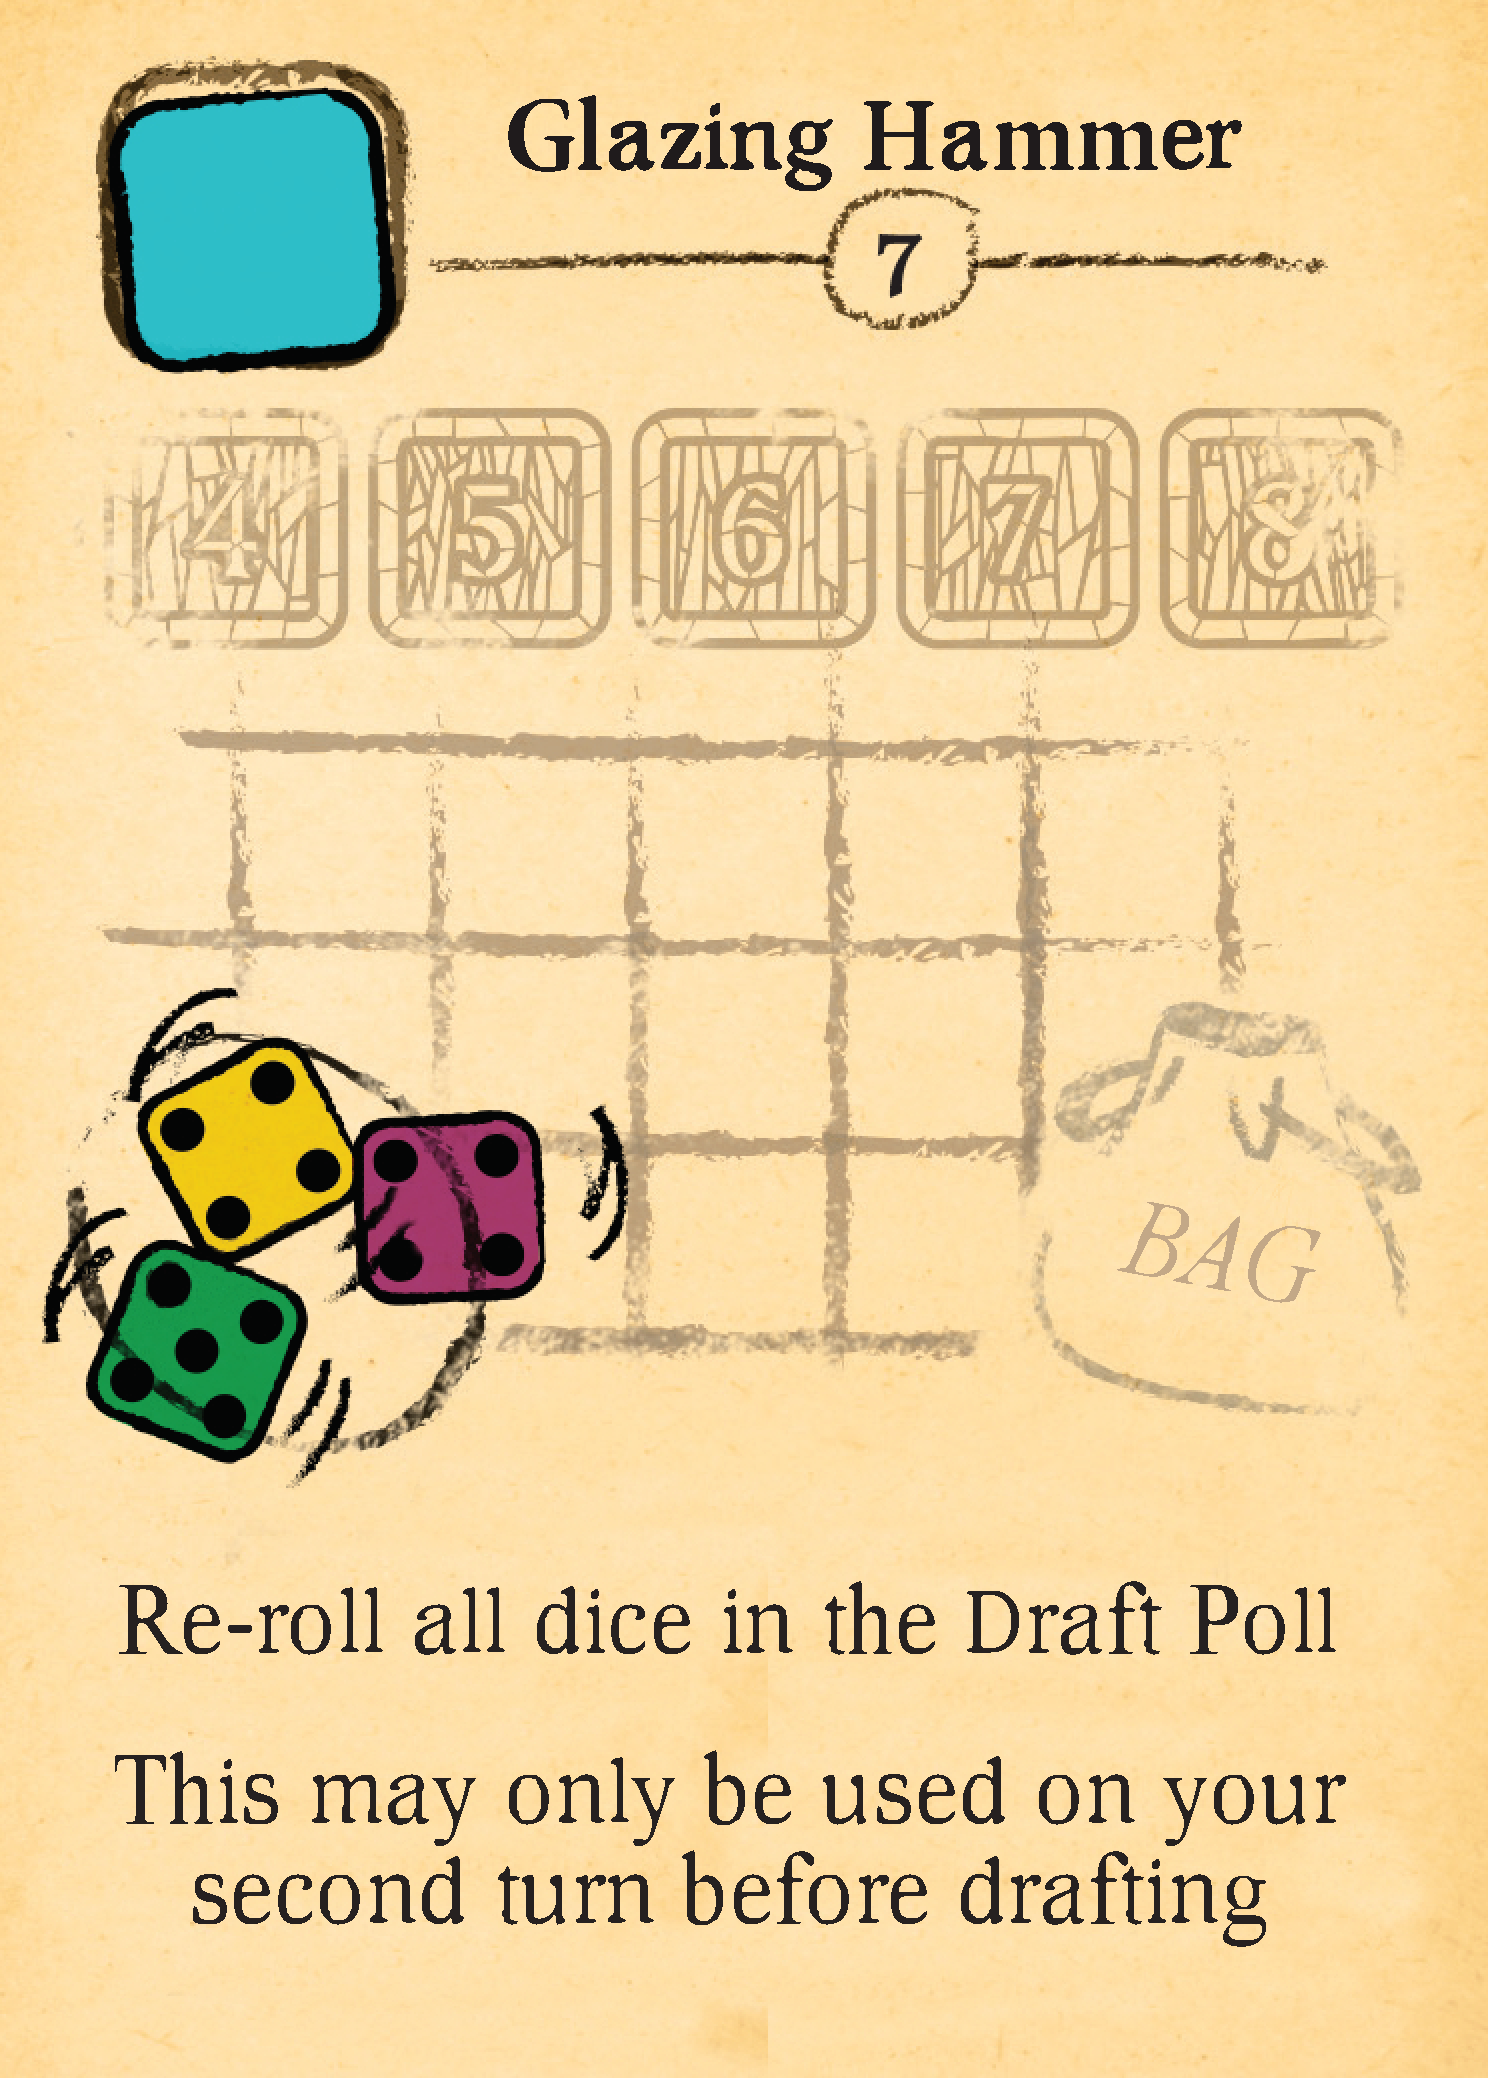 Glazing Hammer
7
4 5 6 7 8
BAG
Re-roll all dice in the Draft Poll
This may only be used on your
second turn before drafting